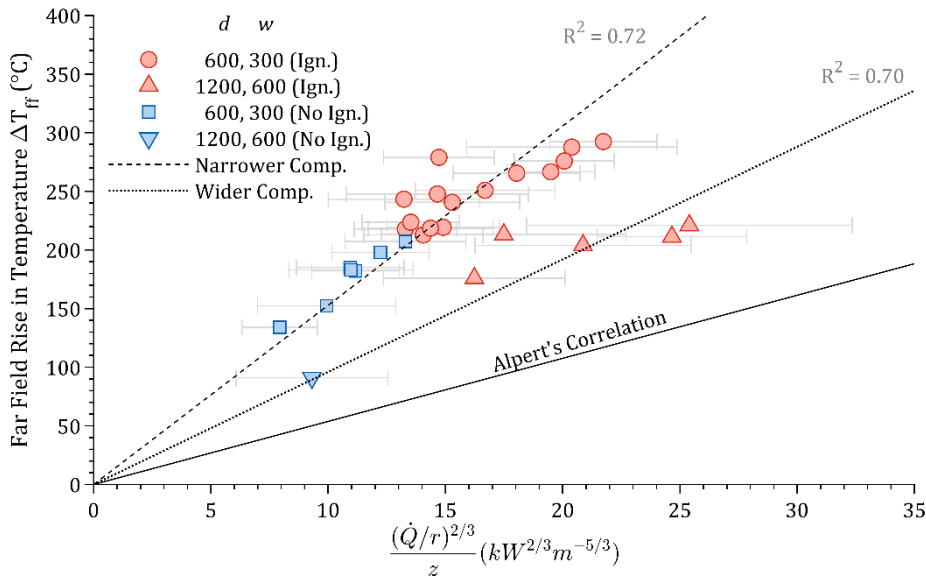 Far Field Rise in Temperature ΔT_ff (°C)
400
350
300
250
200
150
100
50
0
d w
600, 300 (Ign.)
1200, 600 (Ign.)
600, 300 (No Ign.)
1200, 600 (No Ign.)
Narrower Comp.
Wider Comp.
R² = 0.72
R² = 0.70
Alpert's Correlation
0 5 10 15 20 25 30 35
(Q̇/r)^{2/3}
z
(kW^{2/3}m^{−5/3})